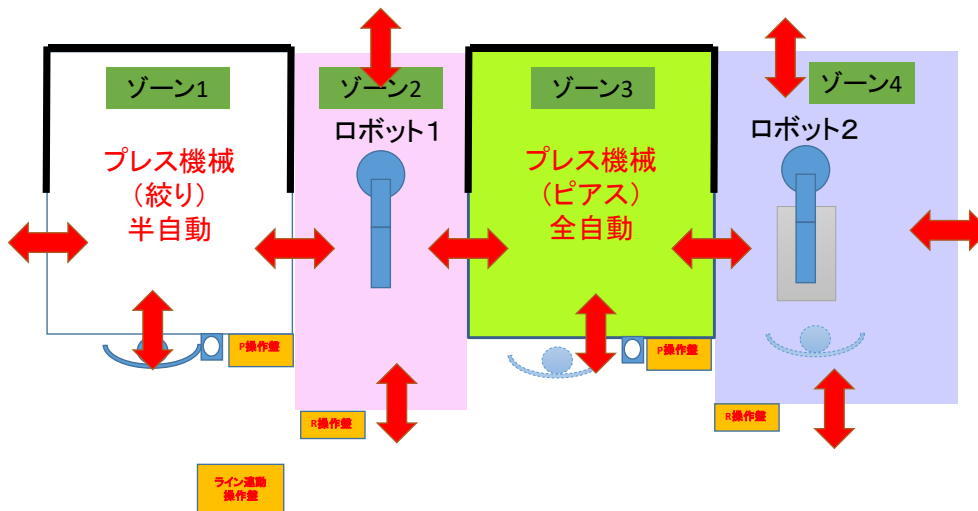 ゾーン1
ゾーン2
ゾーン3
ゾーン4
ロボット1
ロボット2
プレス機械
(絞り)
半自動
プレス機械
(ピアス)
全自動
P操作盤
P操作盤
R操作盤
R操作盤
ライン連動
操作盤